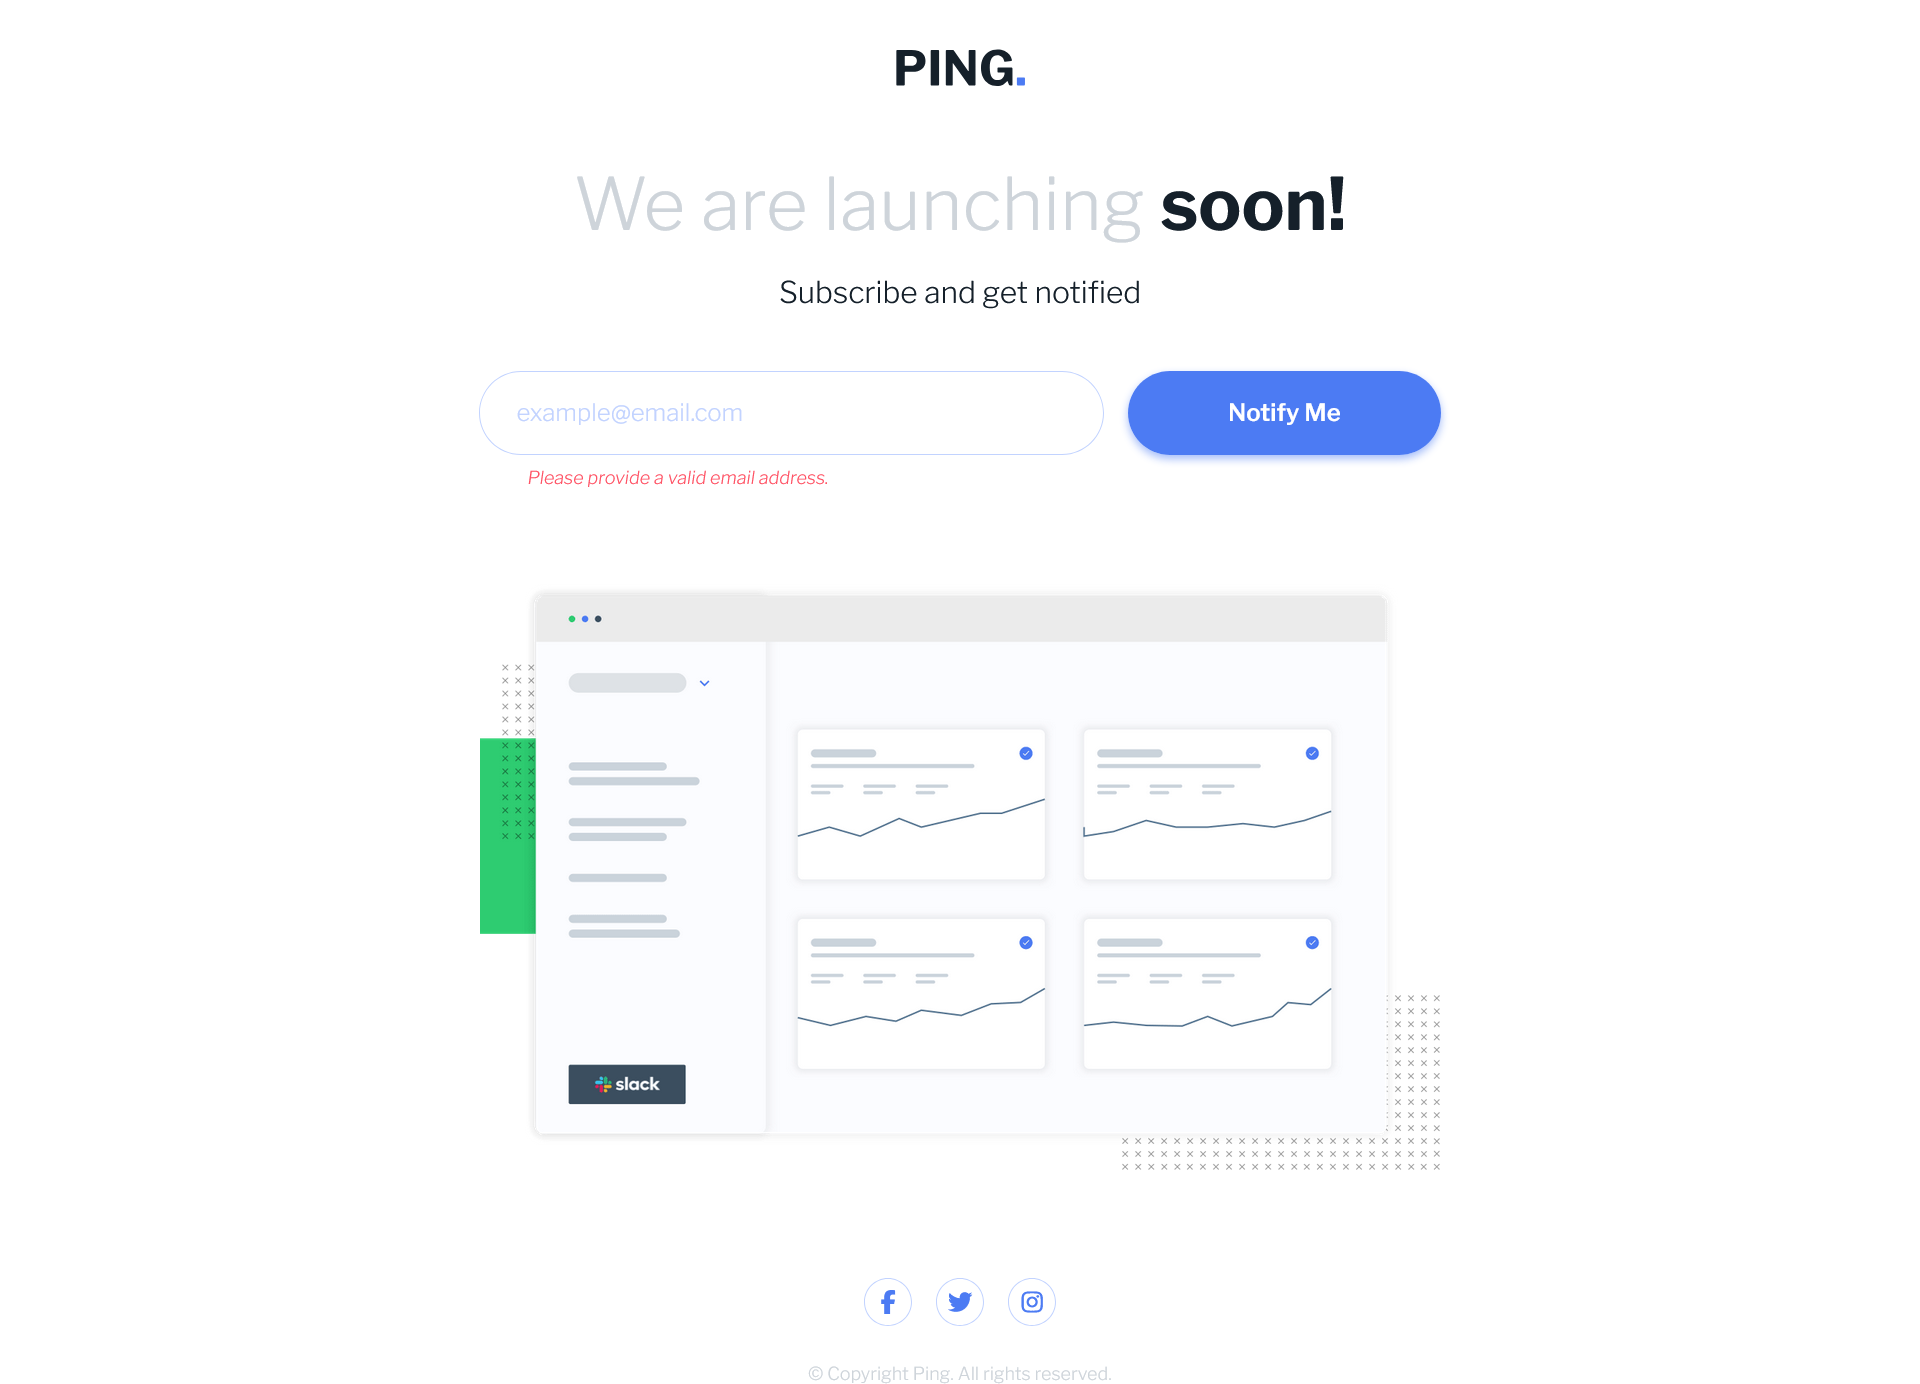 PING.
We are launching soon!
Subscribe and get notified
example@email.com
Notify Me
Please provide a valid email address.
slack
© Copyright Ping. All rights reserved.